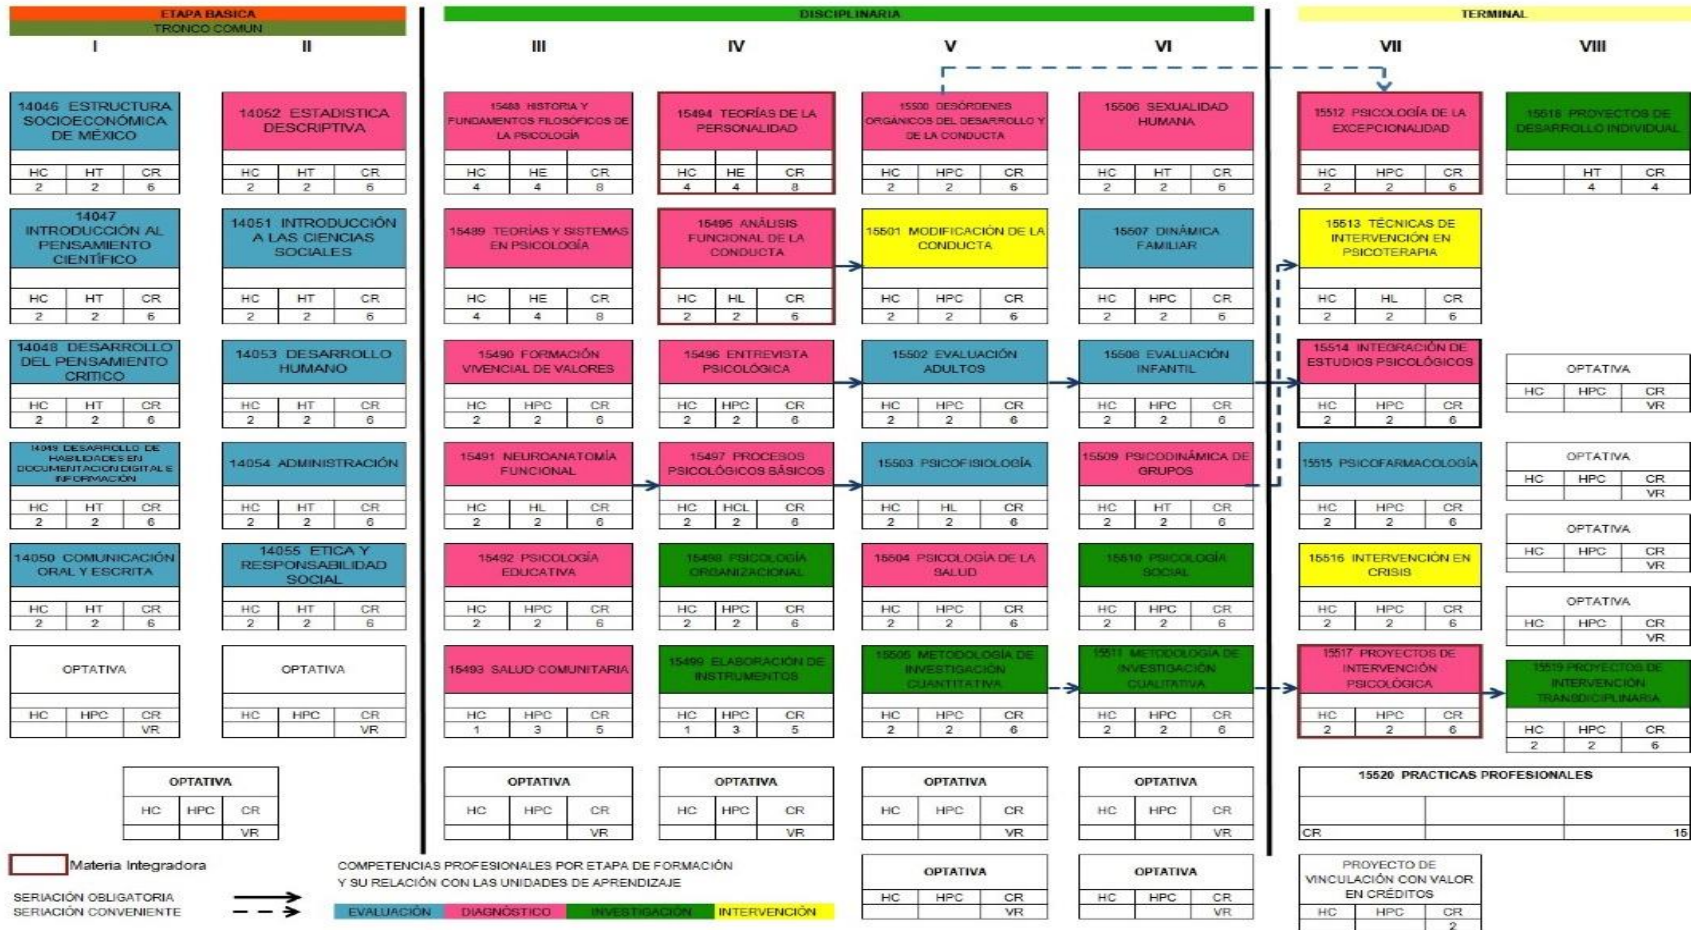 ETAPA BASICA
TRONCO COMUN
DISCIPLINARIA
TERMINAL
I
II
III
IV
V
VI
VII
VIII
14046 ESTRUCTURA
SOCIOECONÓMICA
DE MÉXICO
HC HT CR
2 2 6
14052 ESTADISTICA
DESCRIPTIVA
HC HT CR
2 2 6
15488 HISTORIA Y
FUNDAMENTOS FILOSÓFICOS DE
LA PSICOLOGÍA
HC HE CR
4 4 8
15494 TEORÍAS DE LA
PERSONALIDAD
HC HE CR
4 4 8
15500 DESÓRDENES
ORGÁNICOS DEL DESARROLLO Y
DE LA CONDUCTA
HC HPC CR
2 2 6
15506 SEXUALIDAD
HUMANA
HC HT CR
2 2 6
15512 PSICOLOGÍA DE LA
EXCEPCIONALIDAD
HC HPC CR
2 2 6
15518 PROYECTOS DE
DESARROLLO INDIVIDUAL
HT CR
4 4
14047
INTRODUCCIÓN AL
PENSAMIENTO
CIENTÍFICO
HC HT CR
2 2 6
14051 INTRODUCCIÓN
A LAS CIENCIAS
SOCIALES
HC HT CR
2 2 6
15489 TEORÍAS Y SISTEMAS
EN PSICOLOGÍA
HC HE CR
4 4 8
15495 ANÁLISIS
FUNCIONAL DE LA
CONDUCTA
HC HL CR
2 2 6
15501 MODIFICACIÓN DE LA
CONDUCTA
HC HPC CR
2 2 6
15507 DINÁMICA
FAMILIAR
HC HPC CR
2 2 6
15513 TÉCNICAS DE
INTERVENCIÓN EN
PSICOTERAPIA
HC HL CR
2 2 6
14048 DESARROLLO
DEL PENSAMIENTO
CRITICO
HC HT CR
2 2 6
14053 DESARROLLO
HUMANO
HC HT CR
2 2 6
15490 FORMACIÓN
VIVENCIAL DE VALORES
HC HPC CR
2 2 6
15496 ENTREVISTA
PSICOLÓGICA
HC HPC CR
2 2 6
15502 EVALUACIÓN
ADULTOS
HC HPC CR
2 2 6
15508 EVALUACIÓN
INFANTIL
HC HPC CR
2 2 6
15514 INTEGRACIÓN DE
ESTUDIOS PSICOLÓGICOS
HC HPC CR
2 2 6
OPTATIVA
HC HPC CR
VR
14049 DESARROLLO DE
HABILIDADES EN
DOCUMENTACION DIGITAL E
INFORMACIÓN
HC HT CR
2 2 6
14054 ADMINISTRACIÓN
HC HT CR
2 2 6
15491 NEUROANATOMÍA
FUNCIONAL
HC HL CR
2 2 6
15497 PROCESOS
PSICOLÓGICOS BÁSICOS
HC HCL CR
2 2 6
15503 PSICOFISIOLOGÍA
HC HL CR
2 2 6
15509 PSICODINÁMICA DE
GRUPOS
HC HT CR
2 2 6
15515 PSICOFARMACOLOGÍA
HC HPC CR
2 2 6
OPTATIVA
HC HPC CR
VR
OPTATIVA
HC HPC CR
VR
14050 COMUNICACIÓN
ORAL Y ESCRITA
HC HT CR
2 2 6
14055 ETICA Y
RESPONSABILIDAD
SOCIAL
HC HT CR
2 2 6
15492 PSICOLOGÍA
EDUCATIVA
HC HPC CR
2 2 6
15498 PSICOLOGÍA
ORGANIZACIONAL
HC HPC CR
2 2 6
15504 PSICOLOGÍA DE LA
SALUD
HC HPC CR
2 2 6
15510 PSICOLOGÍA
SOCIAL
HC HPC CR
2 2 6
15516 INTERVENCIÓN EN
CRISIS
HC HPC CR
2 2 6
OPTATIVA
HC HPC CR
VR
OPTATIVA
HC HPC CR
VR
OPTATIVA
HC HPC CR
VR
15493 SALUD COMUNITARIA
HC HPC CR
1 3 5
15499 ELABORACIÓN DE
INSTRUMENTOS
HC HPC CR
1 3 5
15505 METODOLOGÍA DE
INVESTIGACIÓN
CUANTITATIVA
HC HPC CR
2 2 6
15511 METODOLOGÍA DE
INVESTIGACIÓN
CUALITATIVA
HC HPC CR
2 2 6
15517 PROYECTOS DE
INTERVENCIÓN
PSICOLÓGICA
HC HPC CR
2 2 6
15519 PROYECTOS DE
INTERVENCIÓN
TRANSDICIPLINARIA
HC HPC CR
2 2 6
OPTATIVA
HC HPC CR
VR
OPTATIVA
HC HPC CR
VR
OPTATIVA
HC HPC CR
VR
OPTATIVA
HC HPC CR
VR
OPTATIVA
HC HPC CR
VR
15520 PRACTICAS PROFESIONALES
CR 15
Materia Integradora
SERIACIÓN OBLIGATORIA
SERIACIÓN CONVENIENTE
COMPETENCIAS PROFESIONALES POR ETAPA DE FORMACIÓN
Y SU RELACIÓN CON LAS UNIDADES DE APRENDIZAJE
EVALUACIÓN DIAGNÓSTICO INVESTIGACIÓN INTERVENCIÓN
OPTATIVA
HC HPC CR
VR
OPTATIVA
HC HPC CR
VR
PROYECTO DE
VINCULACIÓN CON VALOR
EN CRÉDITOS
HC HPC CR
2